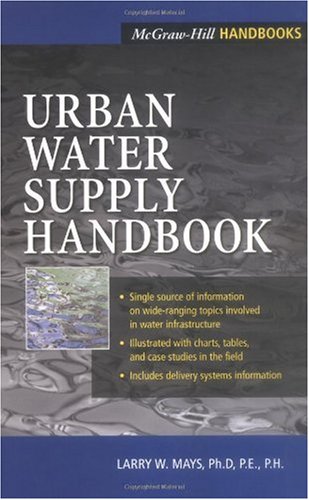 McGraw-Hill HANDBOOKS
URBAN
WATER
SUPPLY
HANDBOOK
• Single source of information
on wide-ranging topics involved
in water infrastructure
• Illustrated with charts, tables,
and case studies in the field
• Includes delivery systems information
LARRY W. MAYS, Ph.D, P.E., P.H.